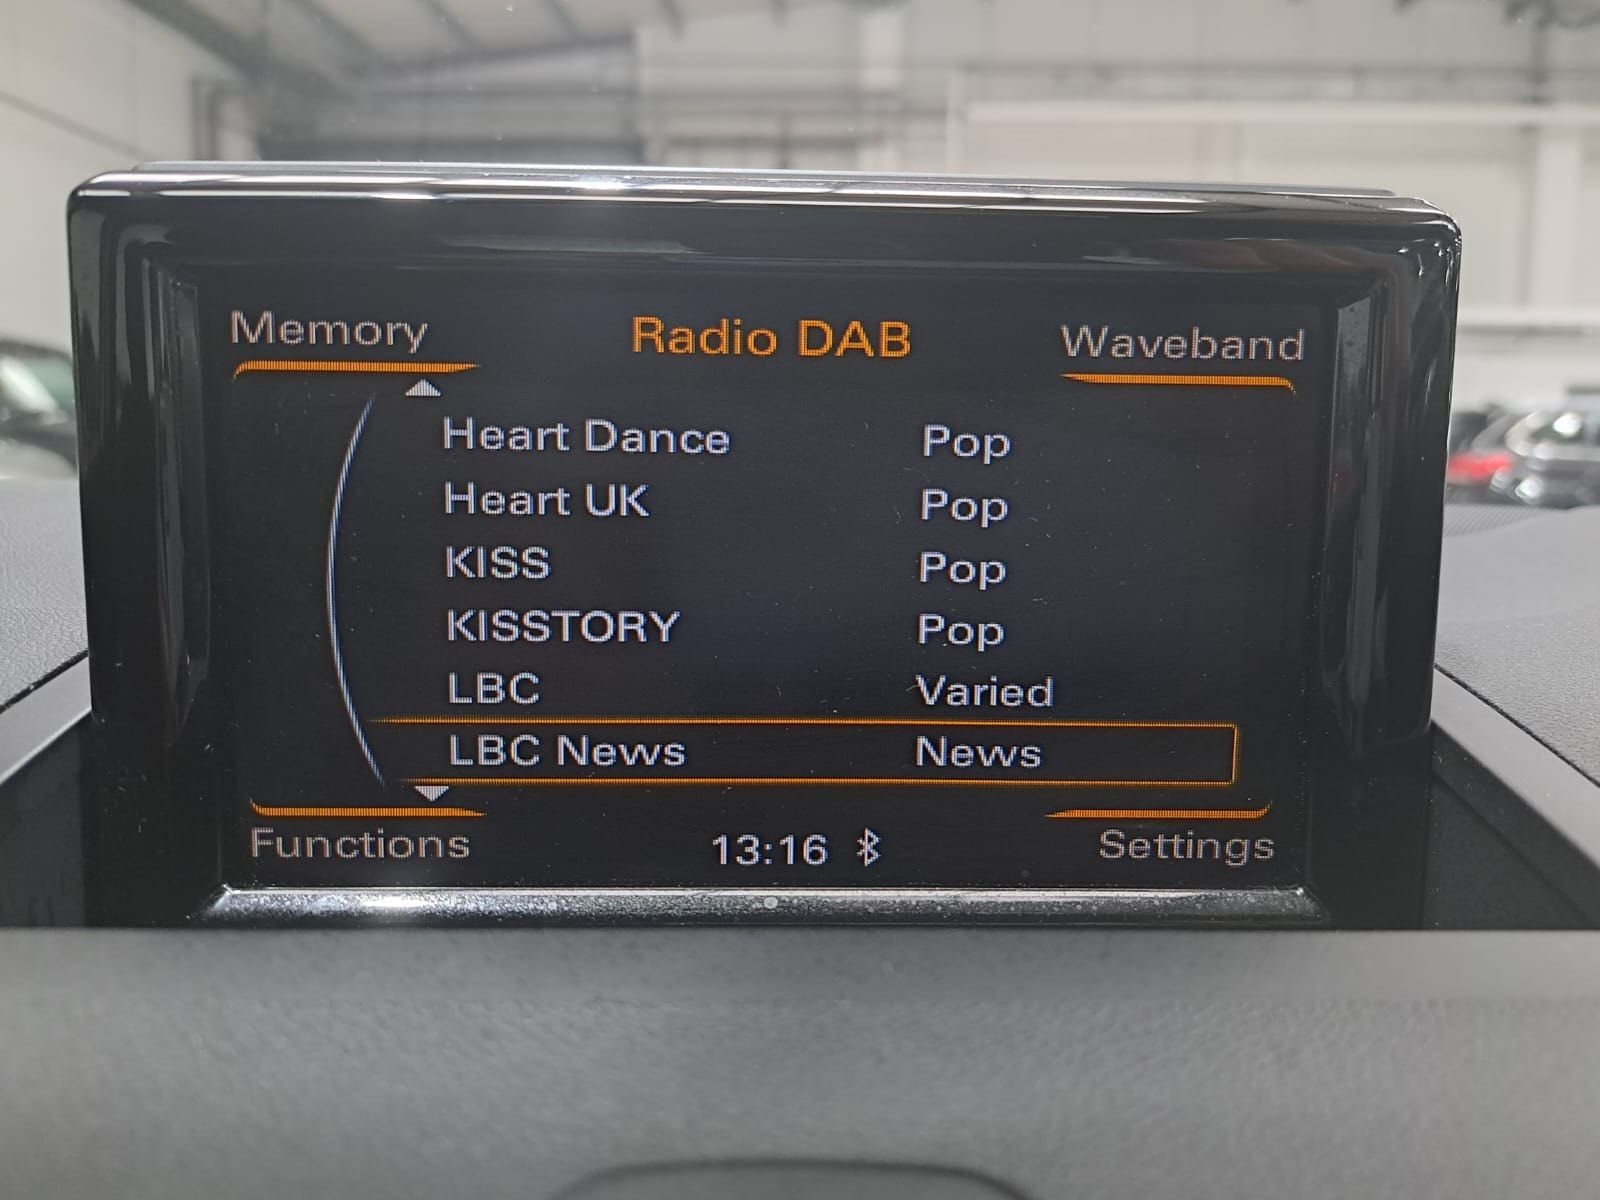 Memory Radio DAB Waveband
Heart Dance Pop
Heart UK Pop
KISS Pop
KISSTORY Pop
LBC Varied
LBC News News
Functions 13:16 Settings